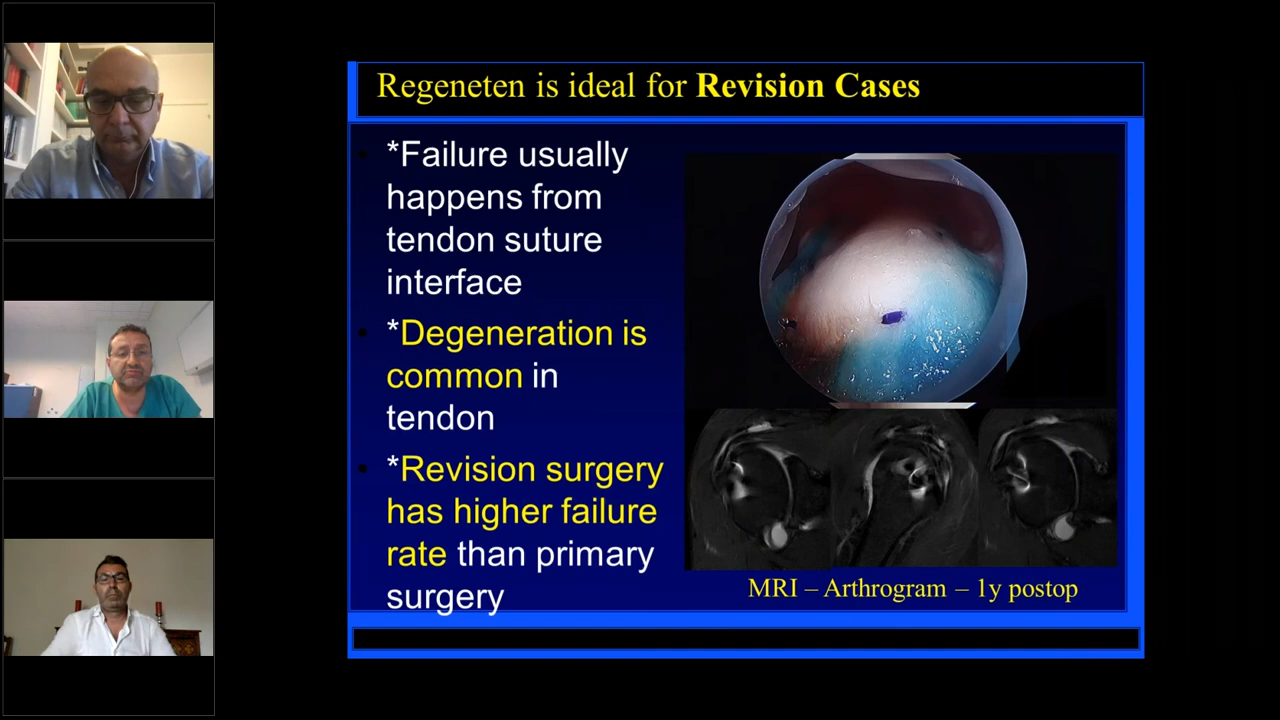 Regeneten is ideal for Revision Cases
*Failure usually
happens from
tendon suture
interface
*Degeneration is
common in
tendon
*Revision surgery
has higher failure
rate than primary
surgery
MRI – Arthrogram – 1y postop